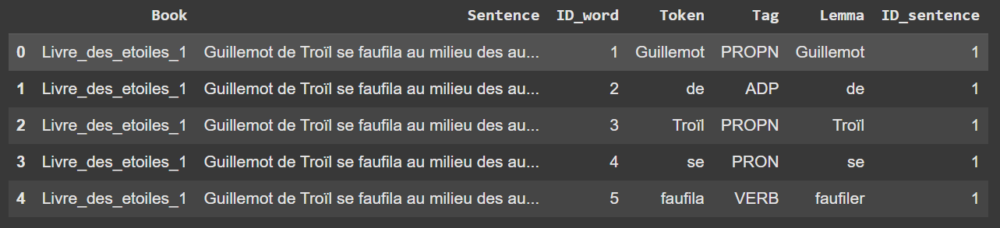 Book Sentence ID_word Token Tag Lemma ID_sentence
0 Livre_des_etoiles_1 Guillemot de Troïl se faufila au milieu des au... 1 Guillemot PROPN Guillemot 1
1 Livre_des_etoiles_1 Guillemot de Troïl se faufila au milieu des au... 2 de ADP de 1
2 Livre_des_etoiles_1 Guillemot de Troïl se faufila au milieu des au... 3 Troïl PROPN Troïl 1
3 Livre_des_etoiles_1 Guillemot de Troïl se faufila au milieu des au... 4 se PRON se 1
4 Livre_des_etoiles_1 Guillemot de Troïl se faufila au milieu des au... 5 faufila VERB faufiler 1